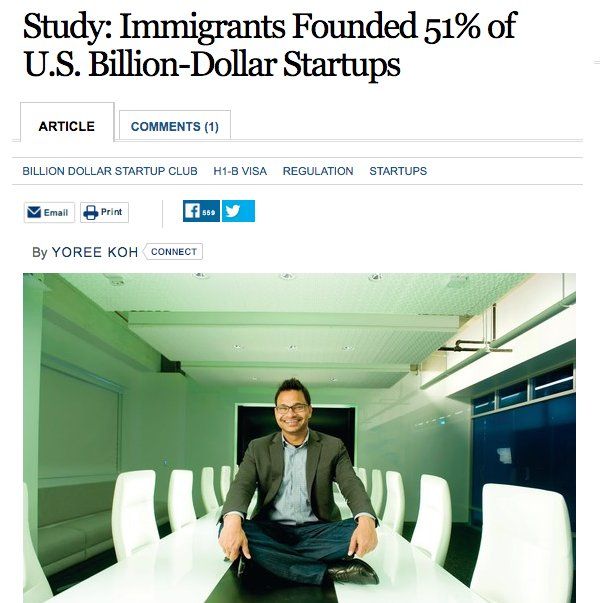 Study: Immigrants Founded 51% of
U.S. Billion-Dollar Startups
ARTICLE
COMMENTS (1)
BILLION DOLLAR STARTUP CLUB H1-B VISA REGULATION STARTUPS
Email Print f 559
By YOREE KOH CONNECT